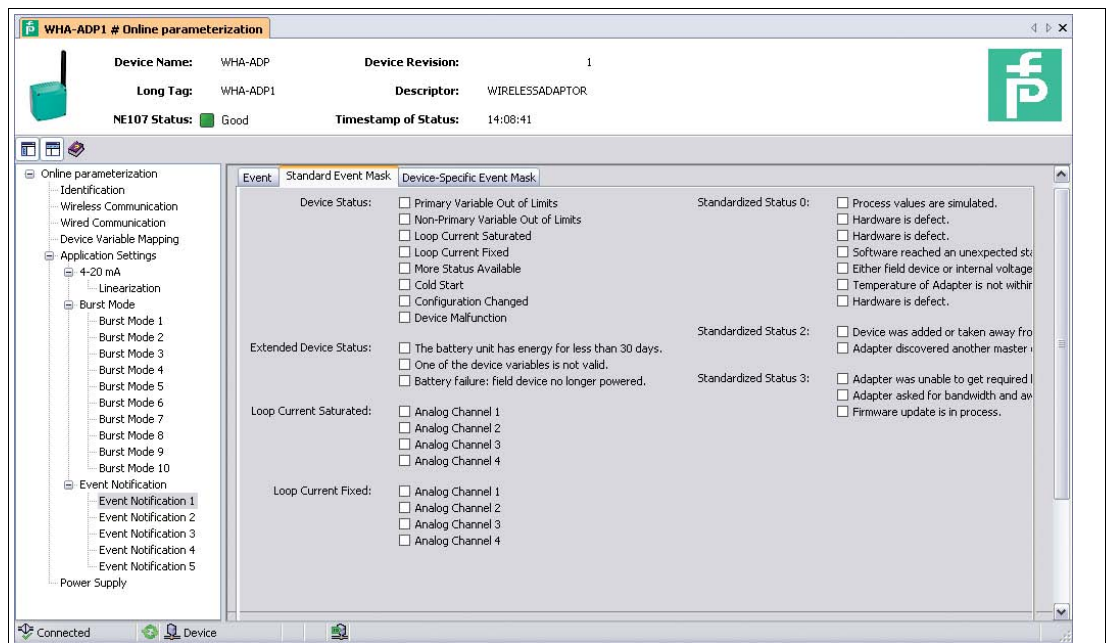 WHA-ADP1 # Online parameterization
Device Name: WHA-ADP Device Revision: 1
Long Tag: WHA-ADP1 Descriptor: WIRELESSADAPTOR
NE107 Status: Good Timestamp of Status: 14:08:41
Online parameterization
Identification
Wireless Communication
Wired Communication
Device Variable Mapping
Application Settings
4-20 mA
Linearization
Burst Mode
Burst Mode 1
Burst Mode 2
Burst Mode 3
Burst Mode 4
Burst Mode 5
Burst Mode 6
Burst Mode 7
Burst Mode 8
Burst Mode 9
Burst Mode 10
Event Notification
Event Notification 1
Event Notification 2
Event Notification 3
Event Notification 4
Event Notification 5
Power Supply
Event Standard Event Mask Device-Specific Event Mask
Device Status:
Primary Variable Out of Limits
Non-Primary Variable Out of Limits
Loop Current Saturated
Loop Current Fixed
More Status Available
Cold Start
Configuration Changed
Device Malfunction
Extended Device Status:
The battery unit has energy for less than 30 days.
One of the device variables is not valid.
Battery failure: field device no longer powered.
Loop Current Saturated:
Analog Channel 1
Analog Channel 2
Analog Channel 3
Analog Channel 4
Loop Current Fixed:
Analog Channel 1
Analog Channel 2
Analog Channel 3
Analog Channel 4
Standardized Status 0:
Process values are simulated.
Hardware is defect.
Hardware is defect.
Software reached an unexpected
Either field device or internal voltage
Temperature of Adapter is not within
Hardware is defect.
Standardized Status 2:
Device was added or taken away
Adapter discovered another master
Standardized Status 3:
Adapter was unable to get required
Adapter asked for bandwidth and
Firmware update is in process.
Connected Device